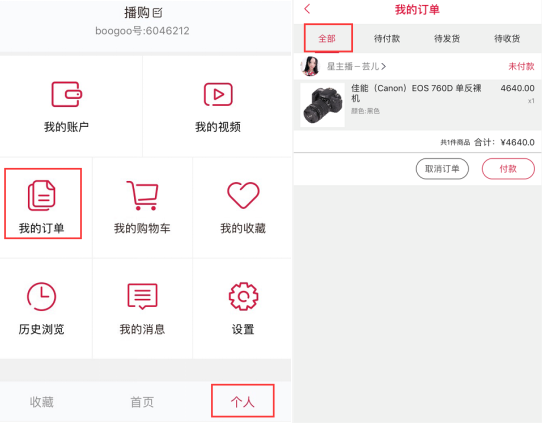 播购
boogoo号:6046212
我的账户
我的视频
我的订单
我的购物车
我的收藏
历史浏览
我的消息
设置
收藏
首页
个人
我的订单
全部
待付款
待发货
待收货
星主播－芸儿
未付款
佳能（Canon）EOS 760D 单反裸机
4640.0
颜色:黑色
x1
共1件商品 合计: ¥4640.0
取消订单
付款